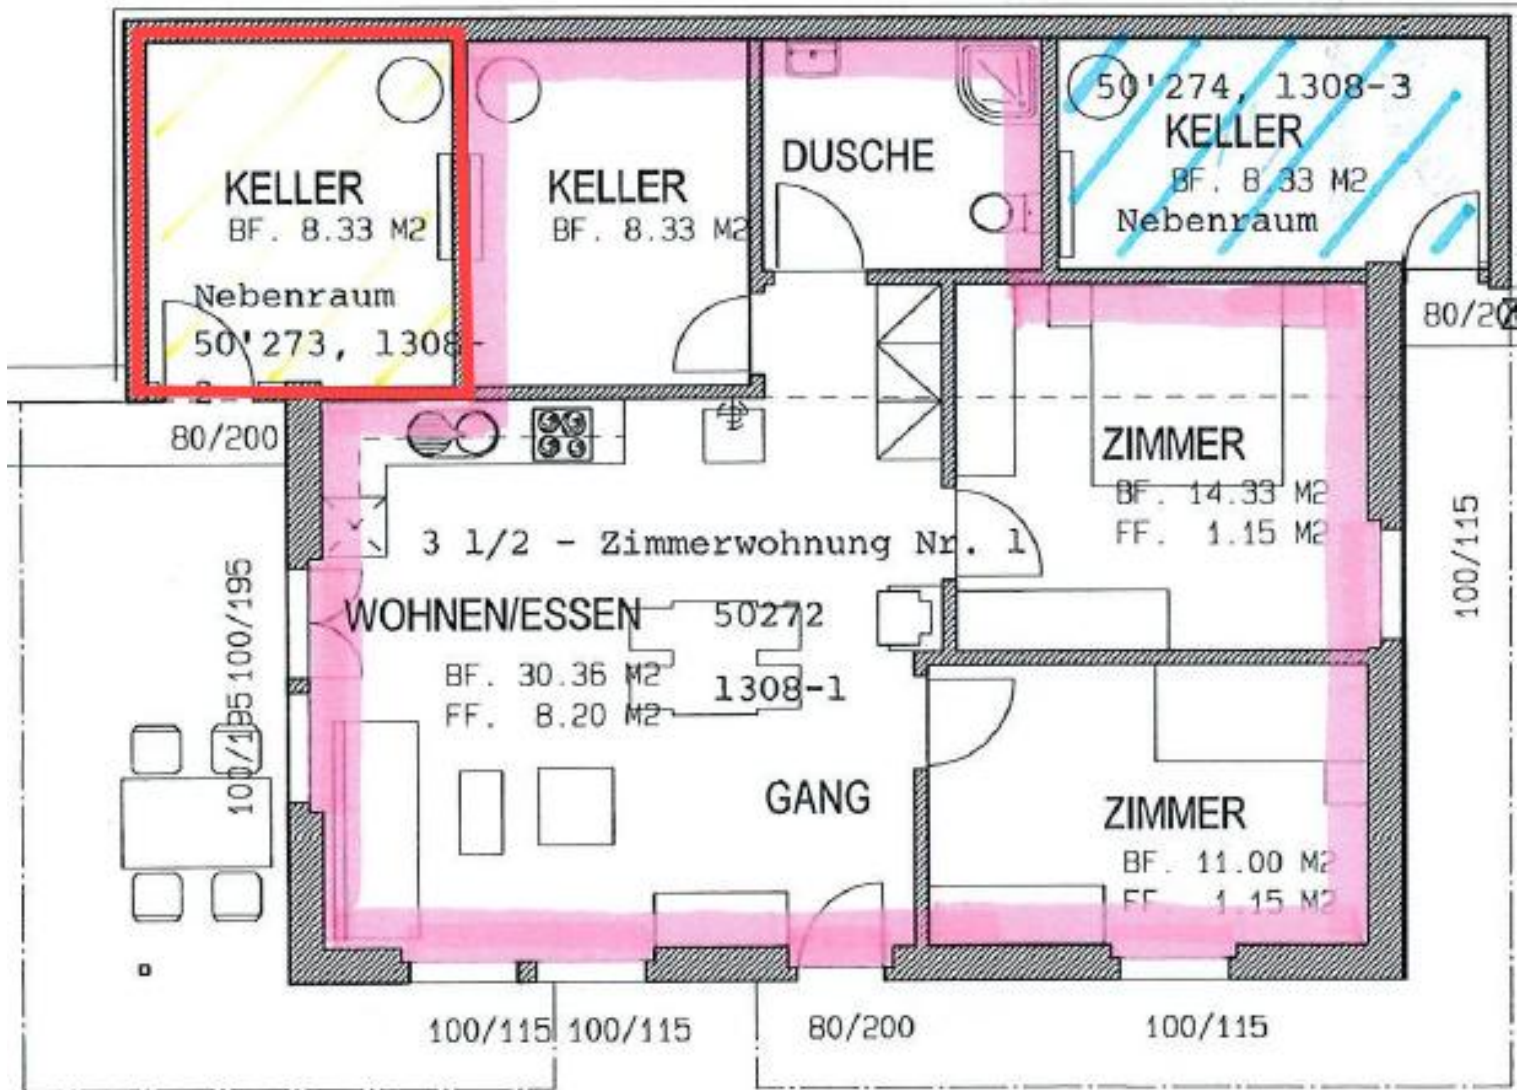 KELLER
BF. 8.33 M2
Nebenraum
50'273, 1308-
2
80/200
KELLER
BF. 8.33 M2
DUSCHE
50'274, 1308-3
KELLER
BF. 8.33 M2
Nebenraum
80/20
ZIMMER
BF. 14.33 M2
FF. 1.15 M2
100/115
3 1/2 - Zimmerwohnung Nr. 1
WOHNEN/ESSEN
50272
BF. 30.36 M2
1308-1
FF. 8.20 M2
100/195
100/195
GANG
ZIMMER
BF. 11.00 M2
FF. 1.15 M2
100/115
100/115
80/200
100/115